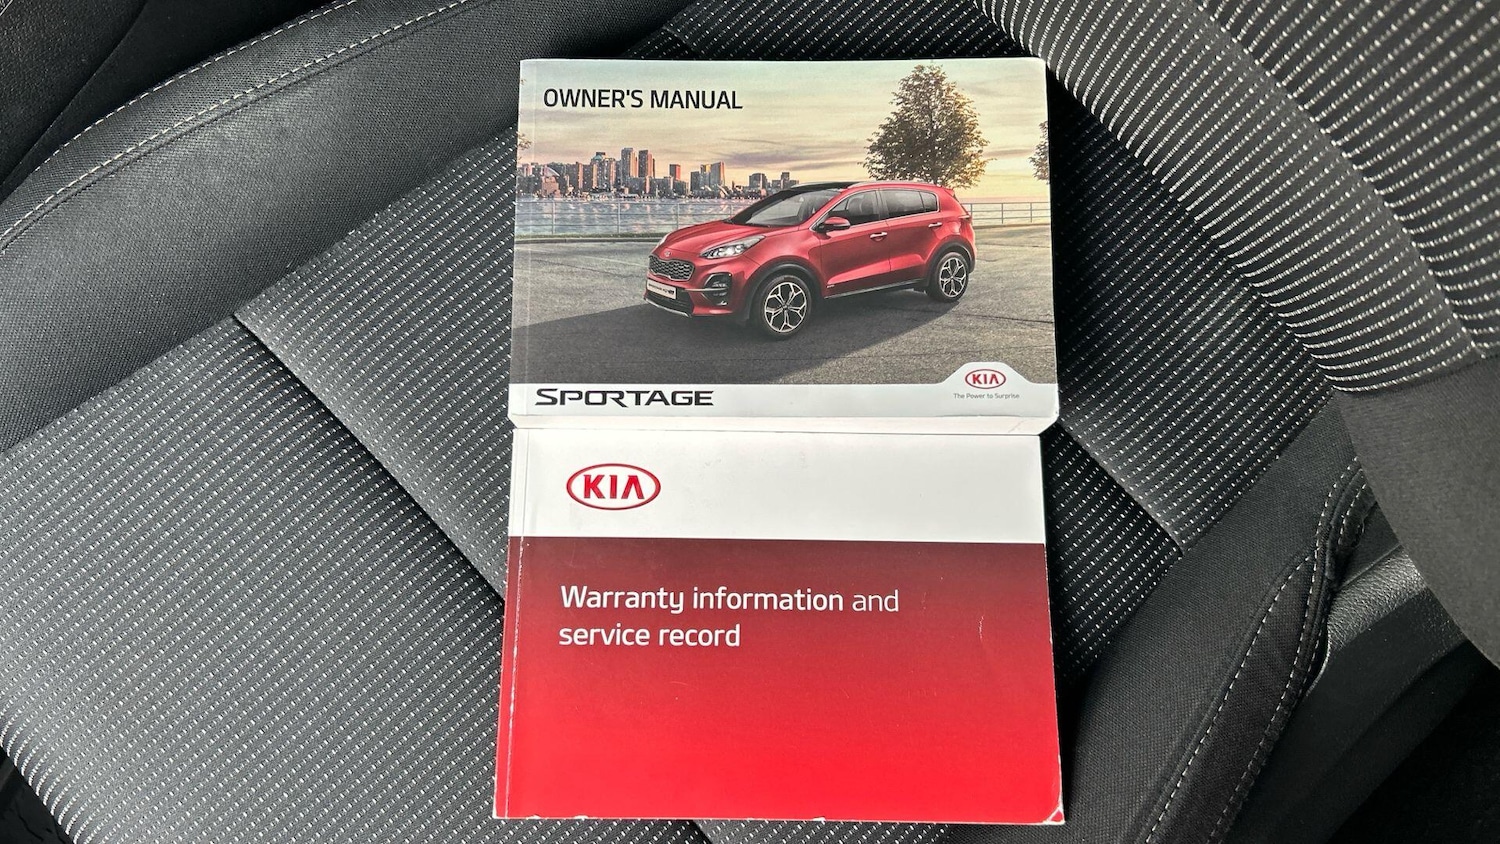 OWNER'S MANUAL
SPORTAGE
KIA
The Power to Surprise
KIA
Warranty information and
service record